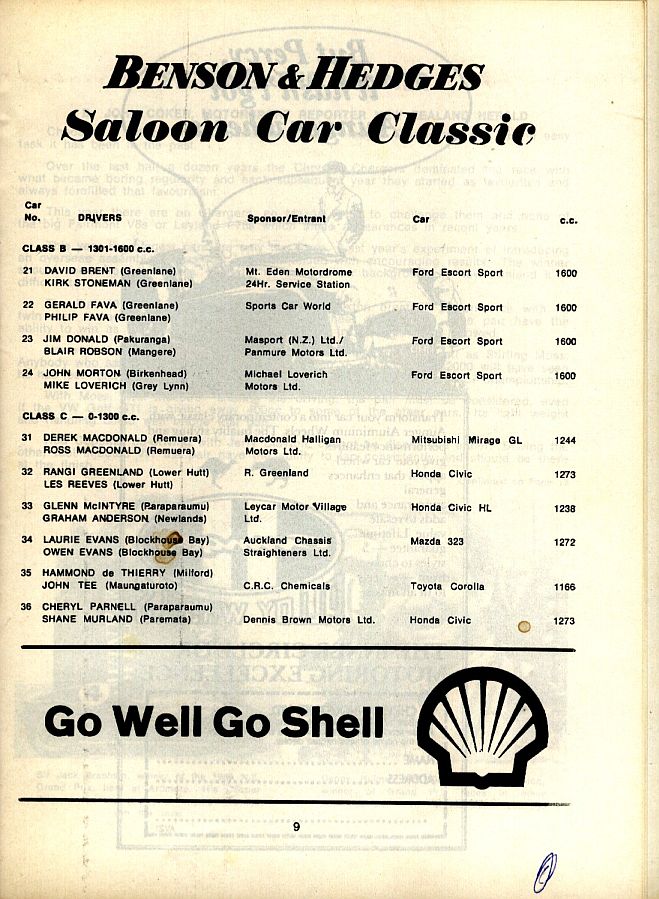 BENSON & HEDGES
Saloon Car Classic
Car
No. DRIVERS Sponsor/Entrant Car c.c.
CLASS B — 1301-1600 c.c.
21 DAVID BRENT (Greenlane) Mt. Eden Motordrome Ford Escort Sport 1600
KIRK STONEMAN (Greenlane) 24Hr. Service Station
22 GERALD FAVA (Greenlane) Sports Car World Ford Escort Sport 1600
PHILIP FAVA (Greenlane)
23 JIM DONALD (Pakuranga) Masport (N.Z.) Ltd./ Ford Escort Sport 1600
BLAIR ROBSON (Mangere) Panmure Motors Ltd.
24 JOHN MORTON (Birkenhead) Michael Loverich Ford Escort Sport 1600
MIKE LOVERICH (Grey Lynn) Motors Ltd.
CLASS C — 0-1300 c.c.
31 DEREK MACDONALD (Remuera) Macdonald Halligan Mitsubishi Mirage GL 1244
ROSS MACDONALD (Remuera) Motors Ltd.
32 RANGI GREENLAND (Lower Hutt) R. Greenland Honda Civic 1273
LES REEVES (Lower Hutt)
33 GLENN McINTYRE (Paraparaumu) Leycar Motor Village Honda Civic HL 1238
GRAHAM ANDERSON (Newlands) Ltd.
34 LAURIE EVANS (Blockhouse Bay) Auckland Chassis Mazda 323 1272
OWEN EVANS (Blockhouse Bay) Straighteners Ltd.
35 HAMMOND de THIERRY (Milford)
JOHN TEE (Maungaturoto) C.R.C. Chemicals Toyota Corolla 1166
36 CHERYL PARNELL (Paraparaumu)
SHANE MURLAND (Paremata) Dennis Brown Motors Ltd. Honda Civic 1273
Go Well Go Shell
9